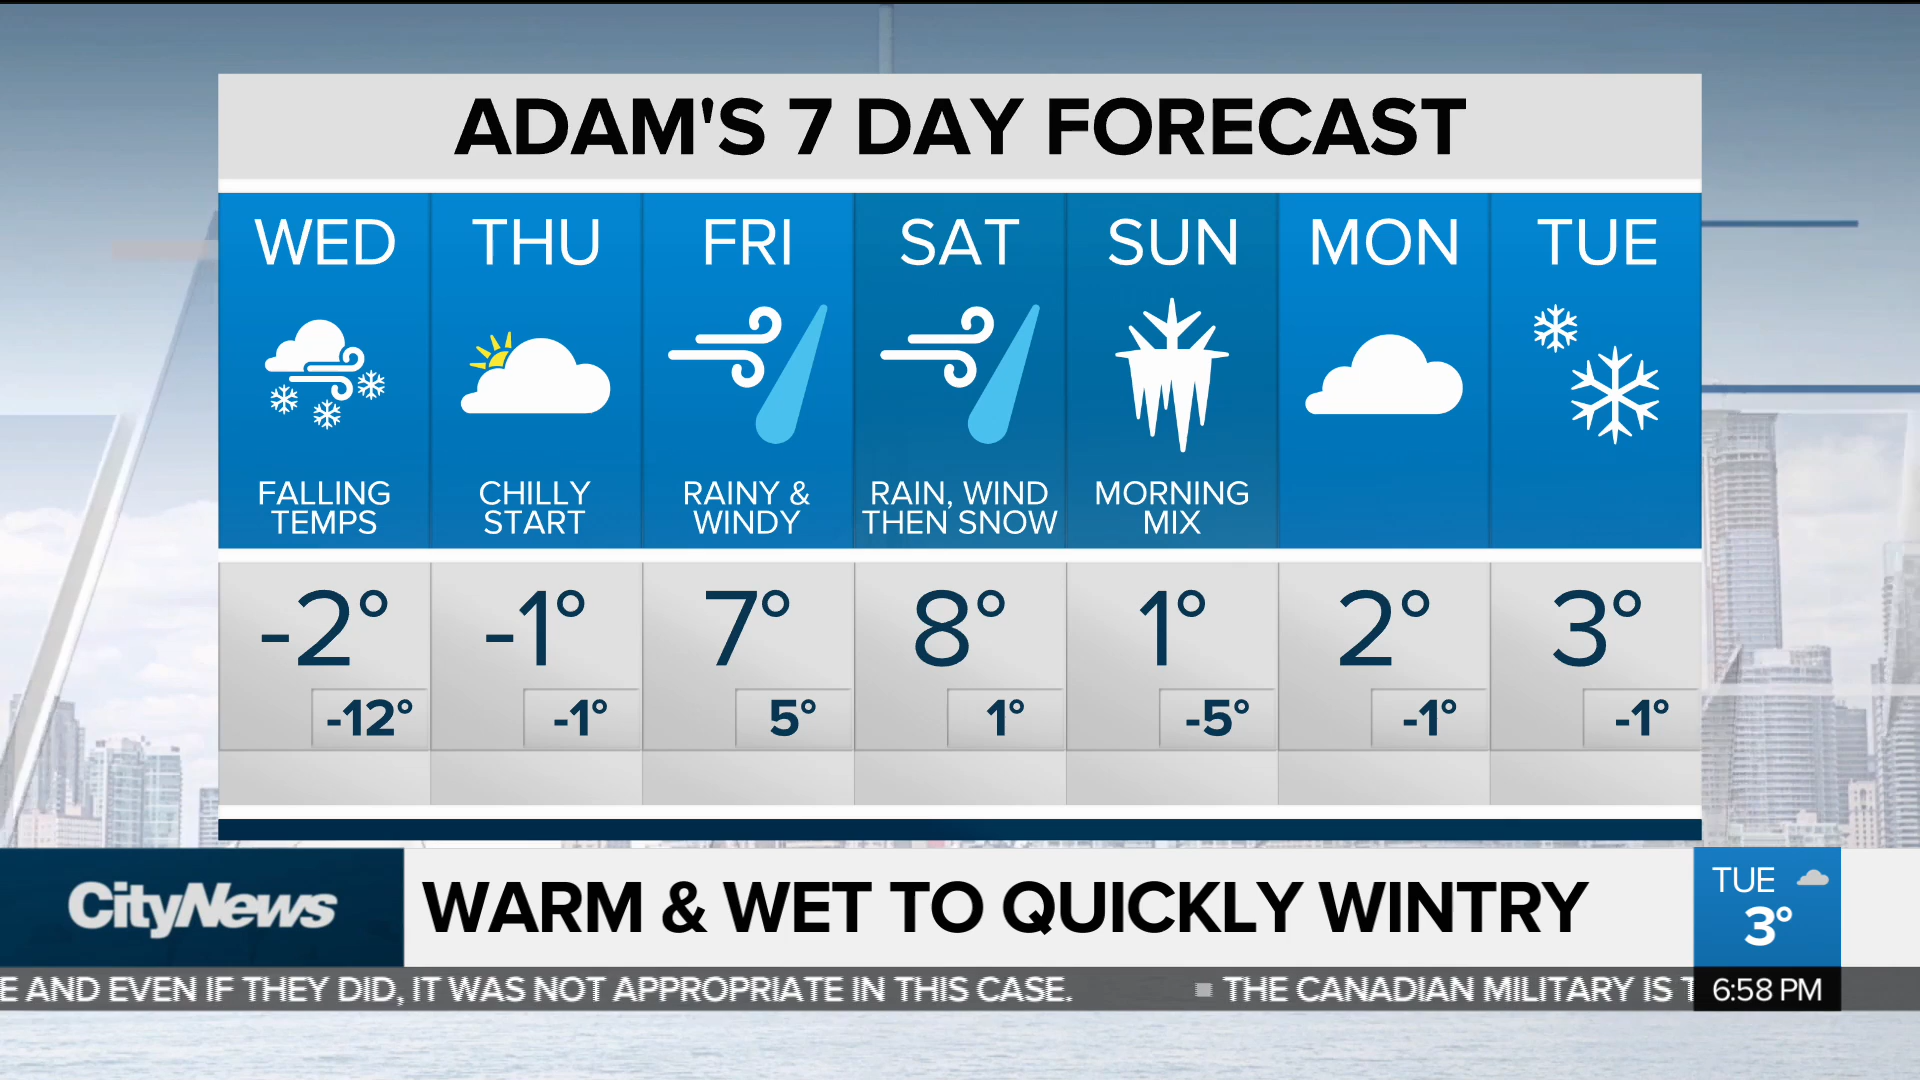 ADAM'S 7 DAY FORECAST
WED
THU
FRI
SAT
SUN
MON
TUE
FALLING
TEMPS
CHILLY
START
RAINY &
WINDY
RAIN, WIND
THEN SNOW
MORNING
MIX
-2°
-1°
7°
8°
1°
2°
3°
-12°
-1°
5°
1°
-5°
-1°
-1°
CityNews
WARM & WET TO QUICKLY WINTRY
TUE
3°
E AND EVEN IF THEY DID, IT WAS NOT APPROPRIATE IN THIS CASE. ■ THE CANADIAN MILITARY IS T
6:58 PM